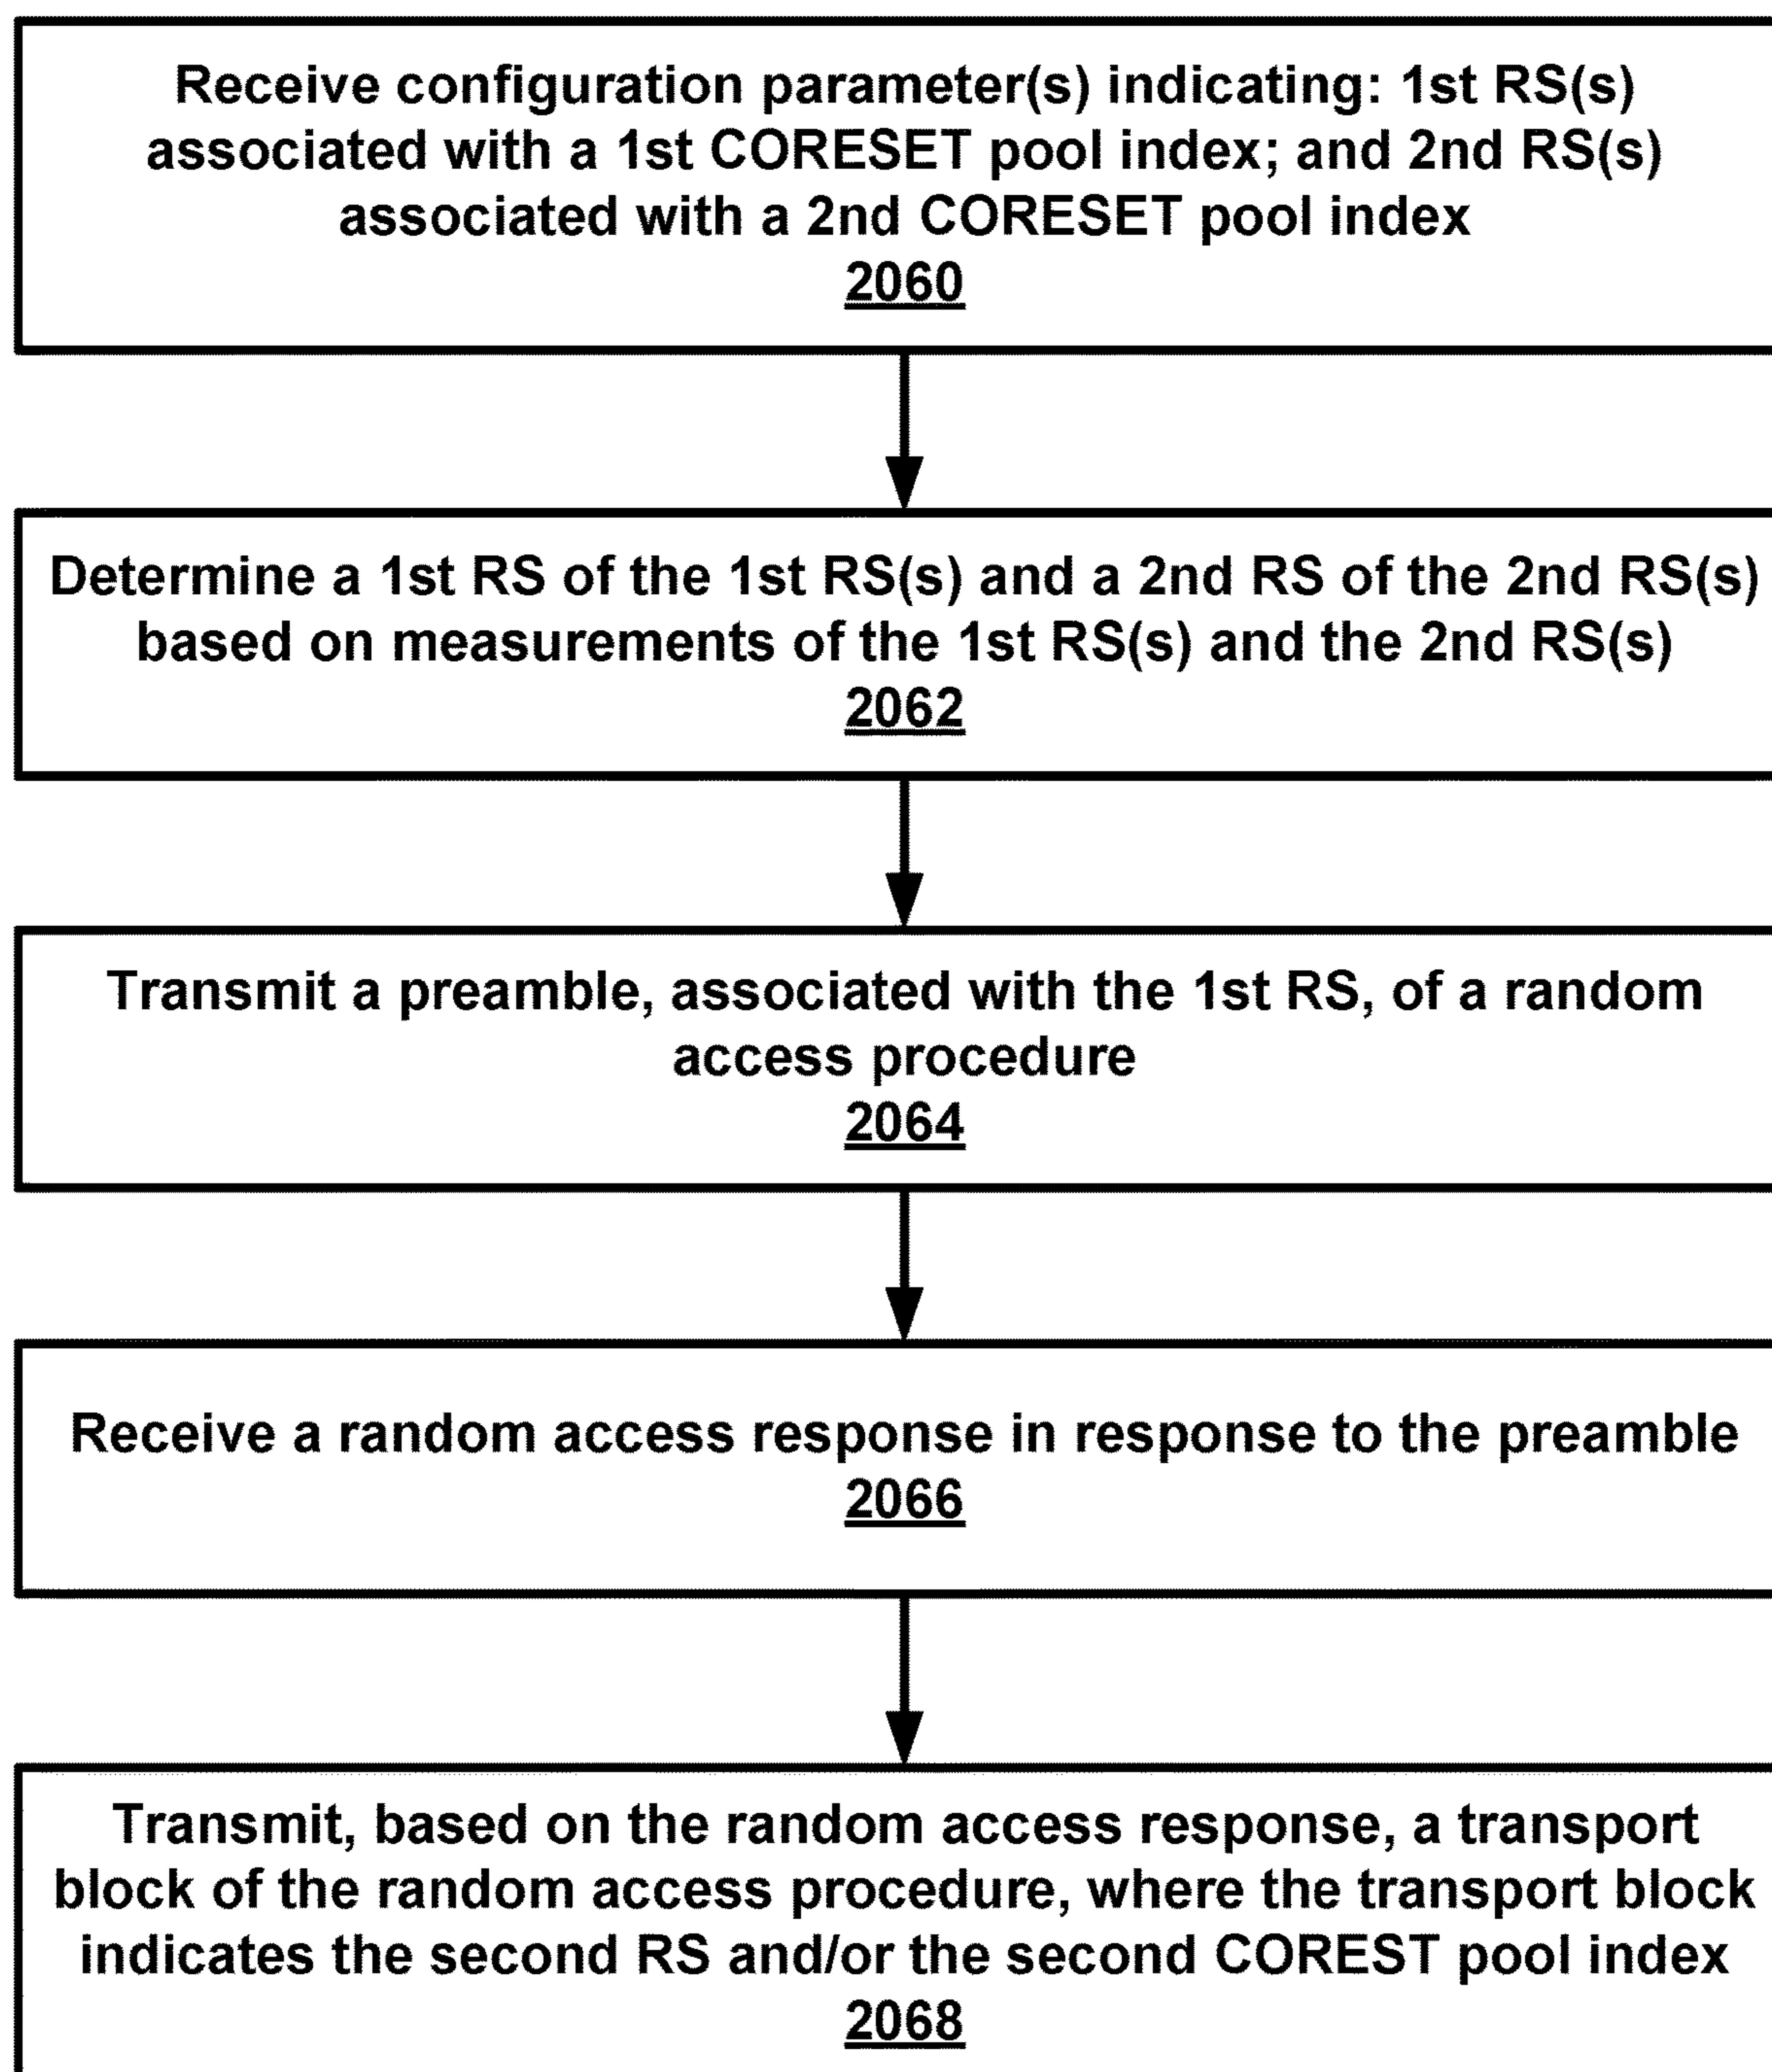 Receive configuration parameter(s) indicating: 1st RS(s)
associated with a 1st CORESET pool index; and 2nd RS(s)
associated with a 2nd CORESET pool index
2060
Determine a 1st RS of the 1st RS(s) and a 2nd RS of the 2nd RS(s)
based on measurements of the 1st RS(s) and the 2nd RS(s)
2062
Transmit a preamble, associated with the 1st RS, of a random
access procedure
2064
Receive a random access response in response to the preamble
2066
Transmit, based on the random access response, a transport
block of the random access procedure, where the transport block
indicates the second RS and/or the second COREST pool index
2068